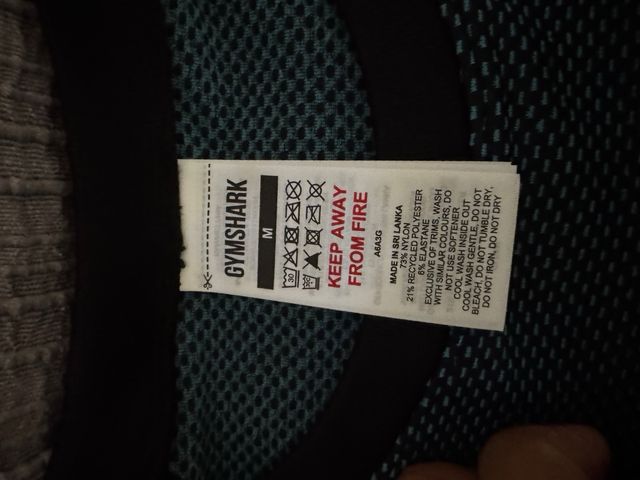 GYMSHARK
M
30
KEEP AWAY
FROM FIRE
A6A3G
MADE IN SRI LANKA
73% NYLON
21% RECYCLED POLYESTER
6% ELASTANE
EXCLUSIVE OF TRIMS, WASH
WITH SIMILAR COLOURS, DO
NOT USE SOFTENER
COOL WASH INSIDE OUT
COOL WASH GENTLE, DO NOT
BLEACH, DO NOT TUMBLE DRY,
DO NOT IRON, DO NOT DRY